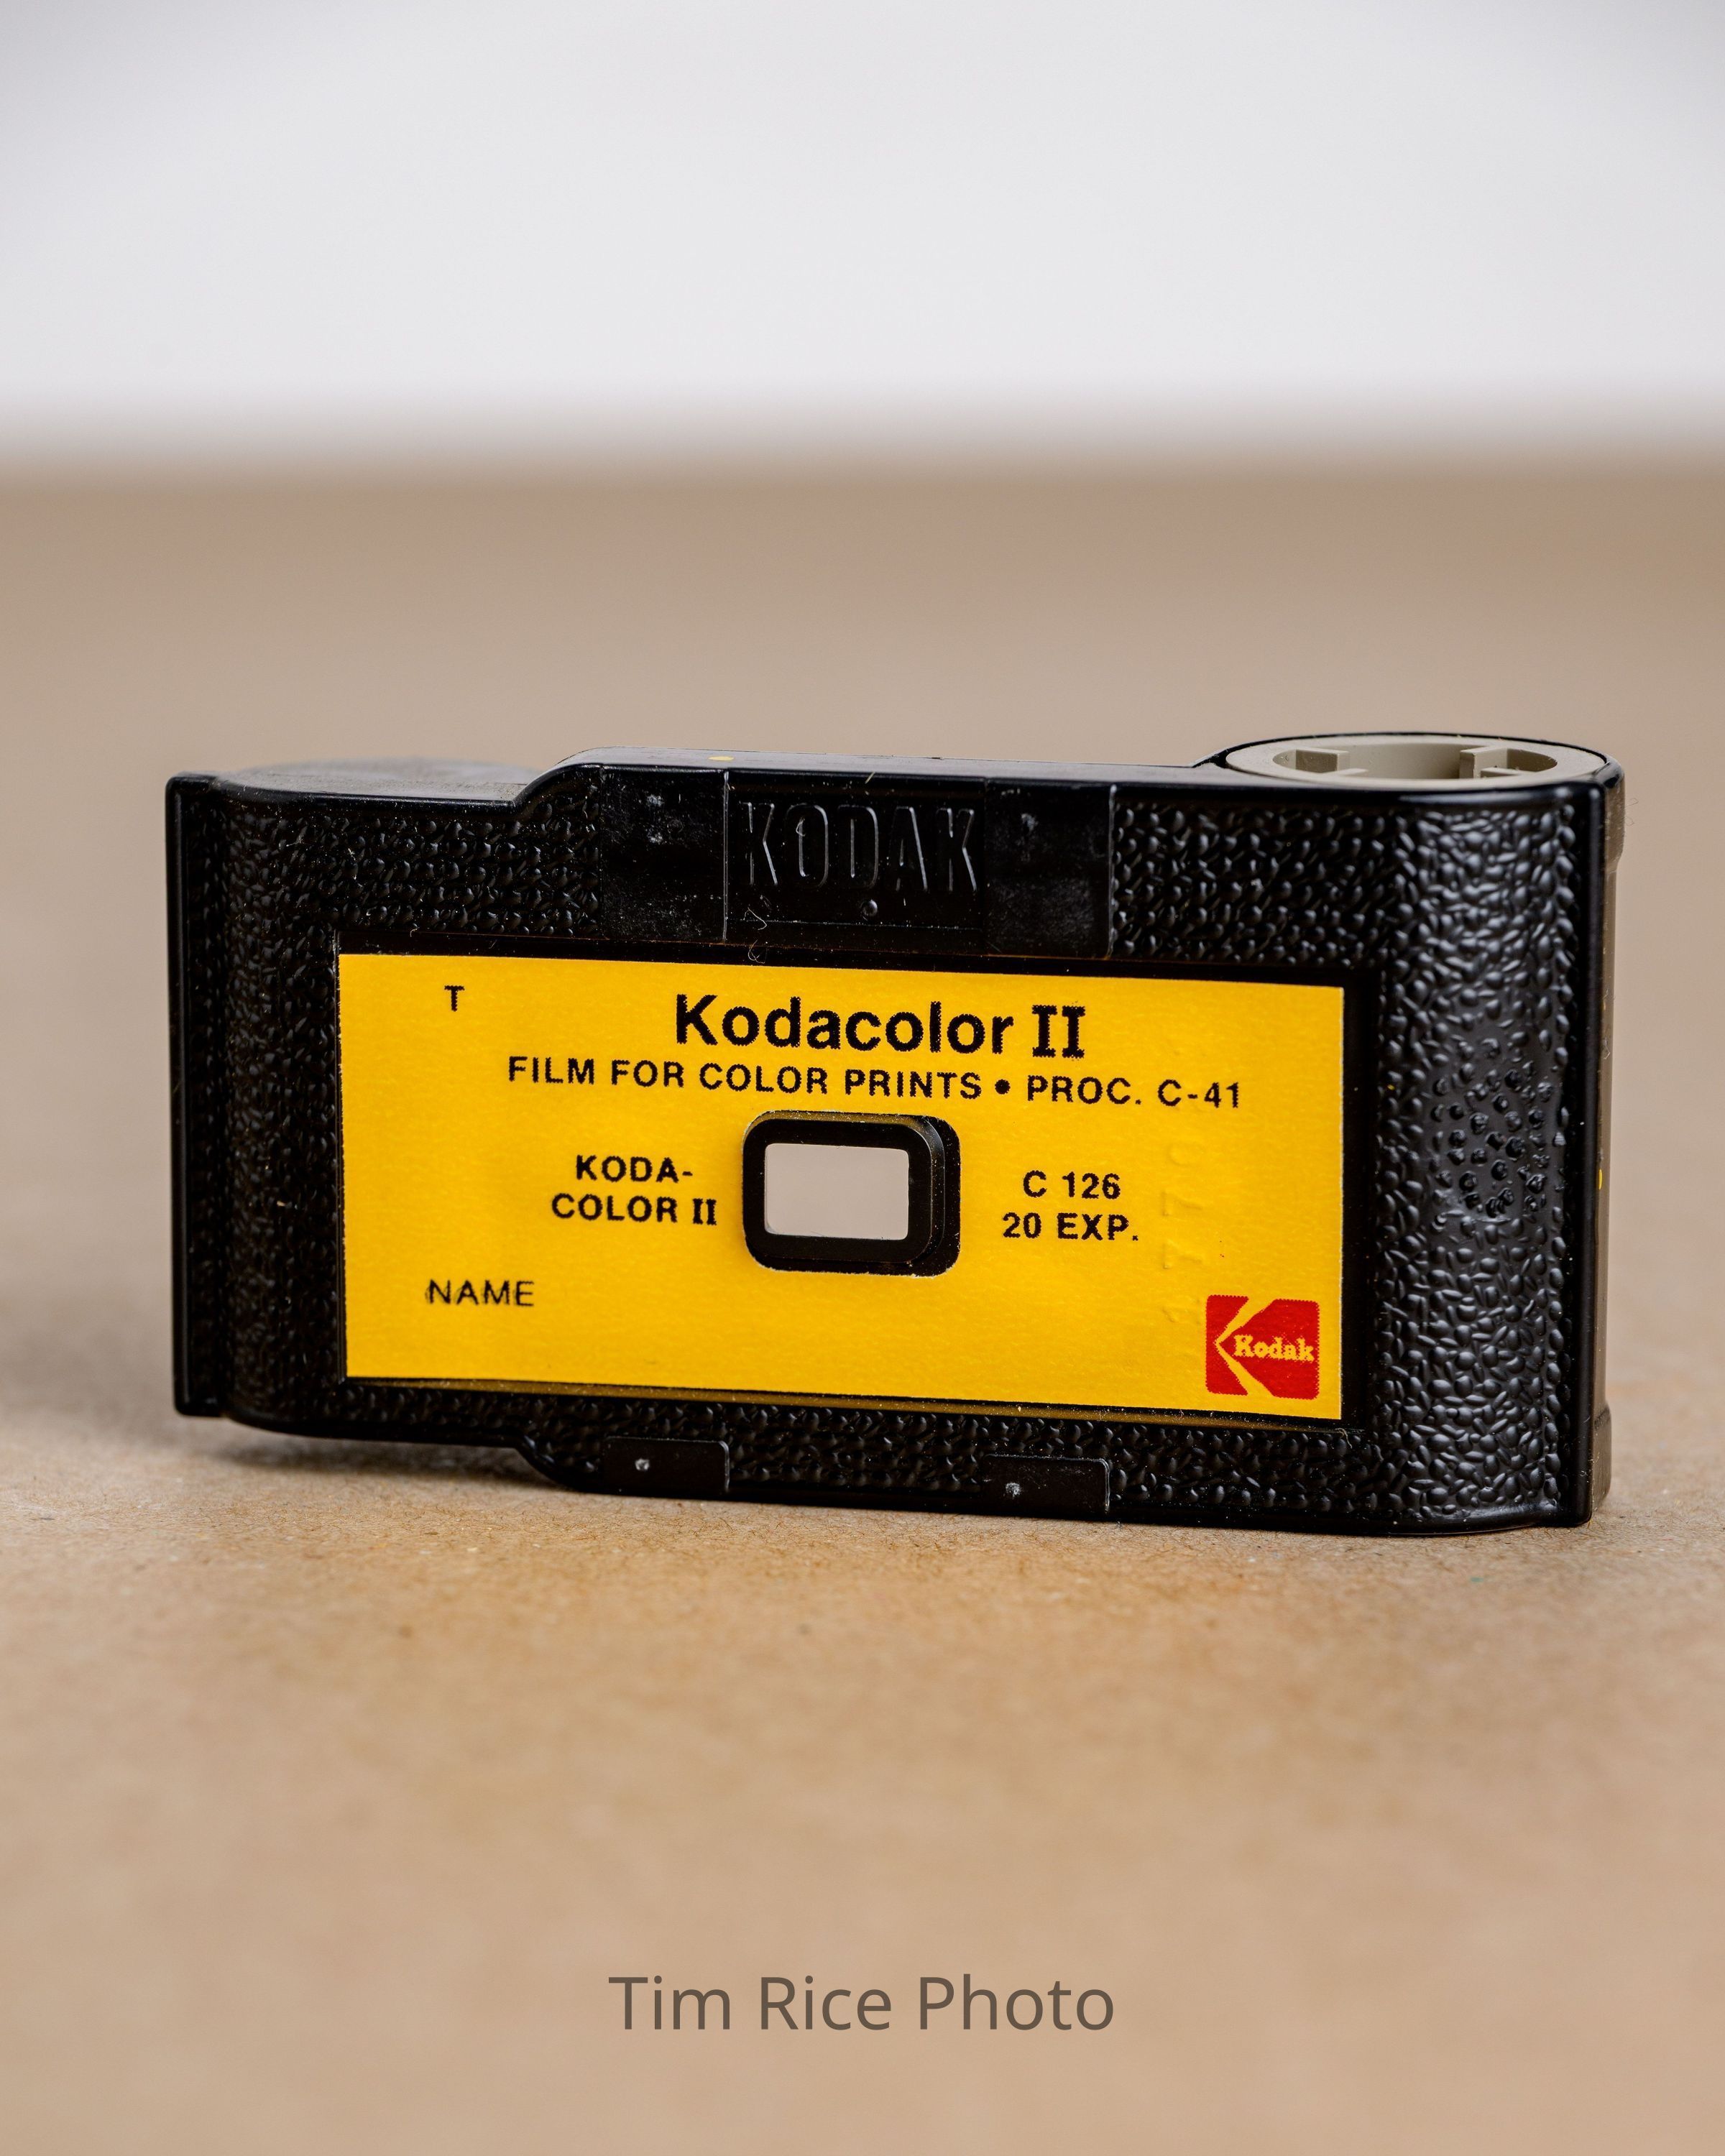 KODAK
T
Kodacolor II
FILM FOR COLOR PRINTS • PROC. C-41
KODA-
COLOR II
C 126
20 EXP.
NAME
Kodak
Tim Rice Photo